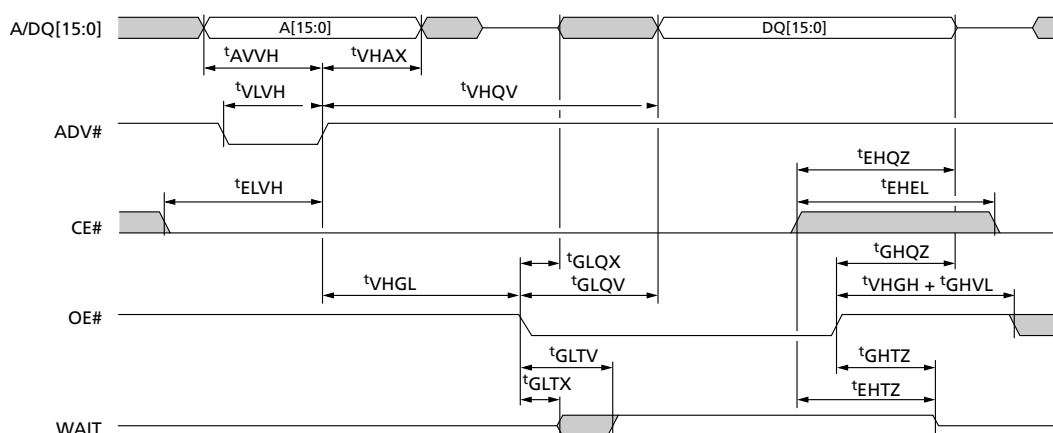 A/DQ[15:0] A[15:0] DQ[15:0]
tAVVH tVHAX
tVLVH tVHQV
ADV#
tEHQZ
tELVH tEHEL
CE#
tGHQZ
tGLQX
tVHGL tGLQV tVHGH + tGHVL
OE#
tGLTV tGHTZ
tGLTX tEHTZ
WAIT